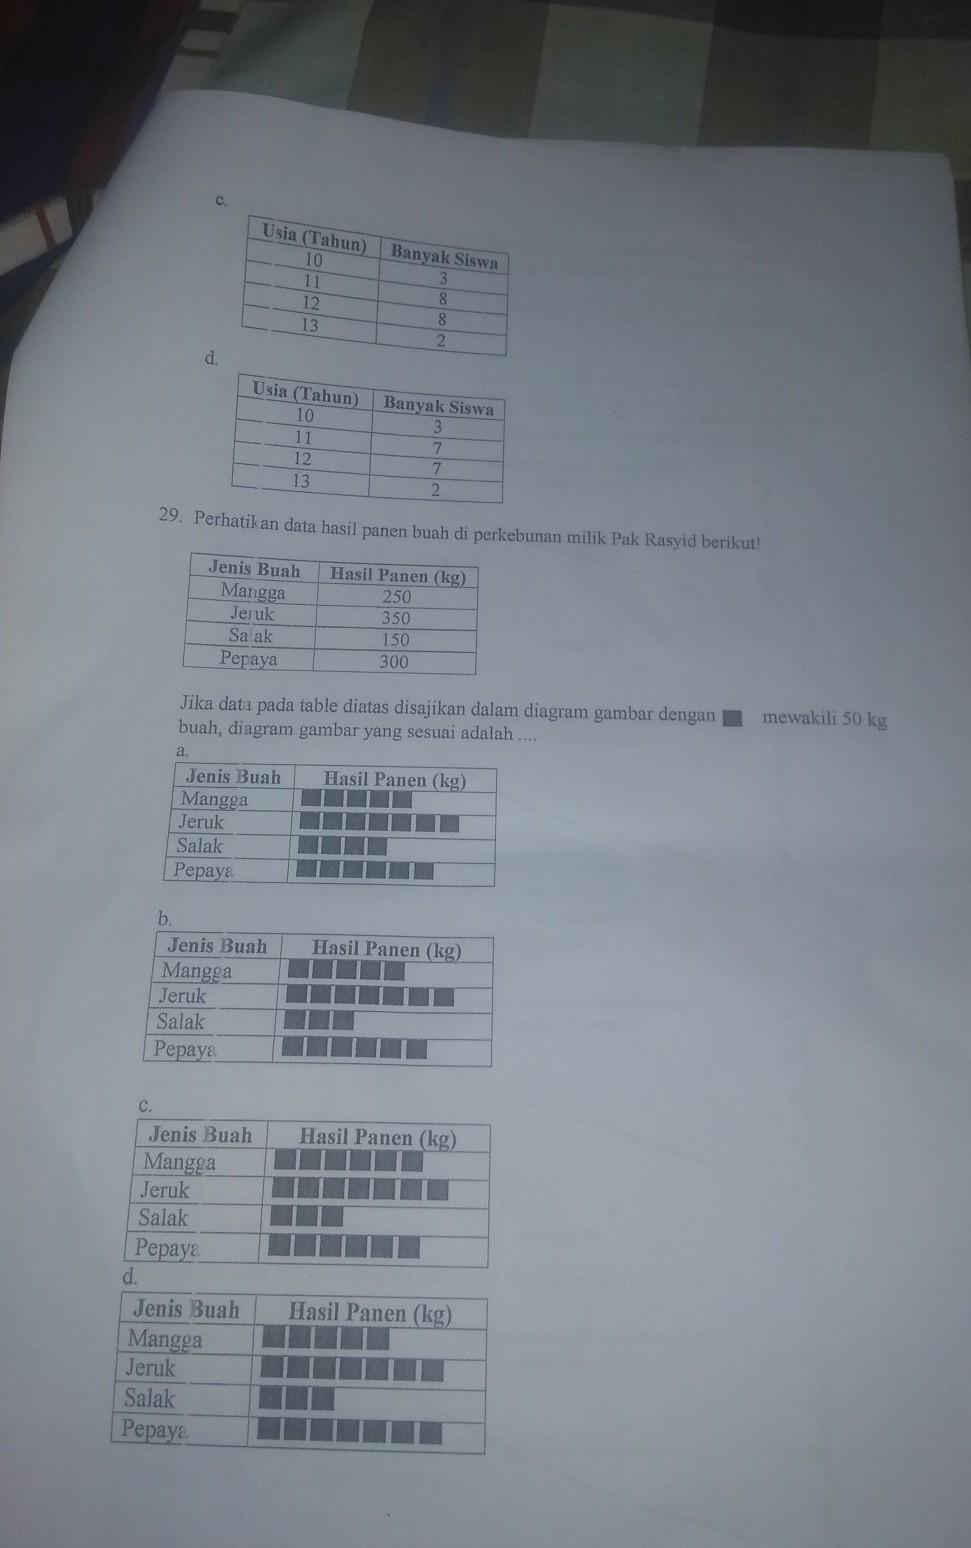 c.
Usia (Tahun) Banyak Siswa
10 3
11 8
12 8
13 2
d.
Usia (Tahun) Banyak Siswa
10 3
11 7
12 7
13 2
29. Perhatikan data hasil panen buah di perkebunan milik Pak Rasyid berikut!
Jenis Buah Hasil Panen (kg)
Mangga 250
Jeruk 350
Salak 150
Pepaya 300
Jika data pada table diatas disajikan dalam diagram gambar dengan ■ mewakili 50 kg
buah, diagram gambar yang sesuai adalah ....
a.
Jenis Buah Hasil Panen (kg)
Mangga ■■■■■
Jeruk ■■■■■■■
Salak ■■■■
Pepaya ■■■■■■
b.
Jenis Buah Hasil Panen (kg)
Mangga ■■■■■
Jeruk ■■■■■■■
Salak ■■■
Pepaya ■■■■■■
c.
Jenis Buah Hasil Panen (kg)
Mangga ■■■■■■
Jeruk ■■■■■■■
Salak ■■■
Pepaya ■■■■■■
d.
Jenis Buah Hasil Panen (kg)
Mangga ■■■■■
Jeruk ■■■■■■■
Salak ■■■
Pepaya ■■■■■■■